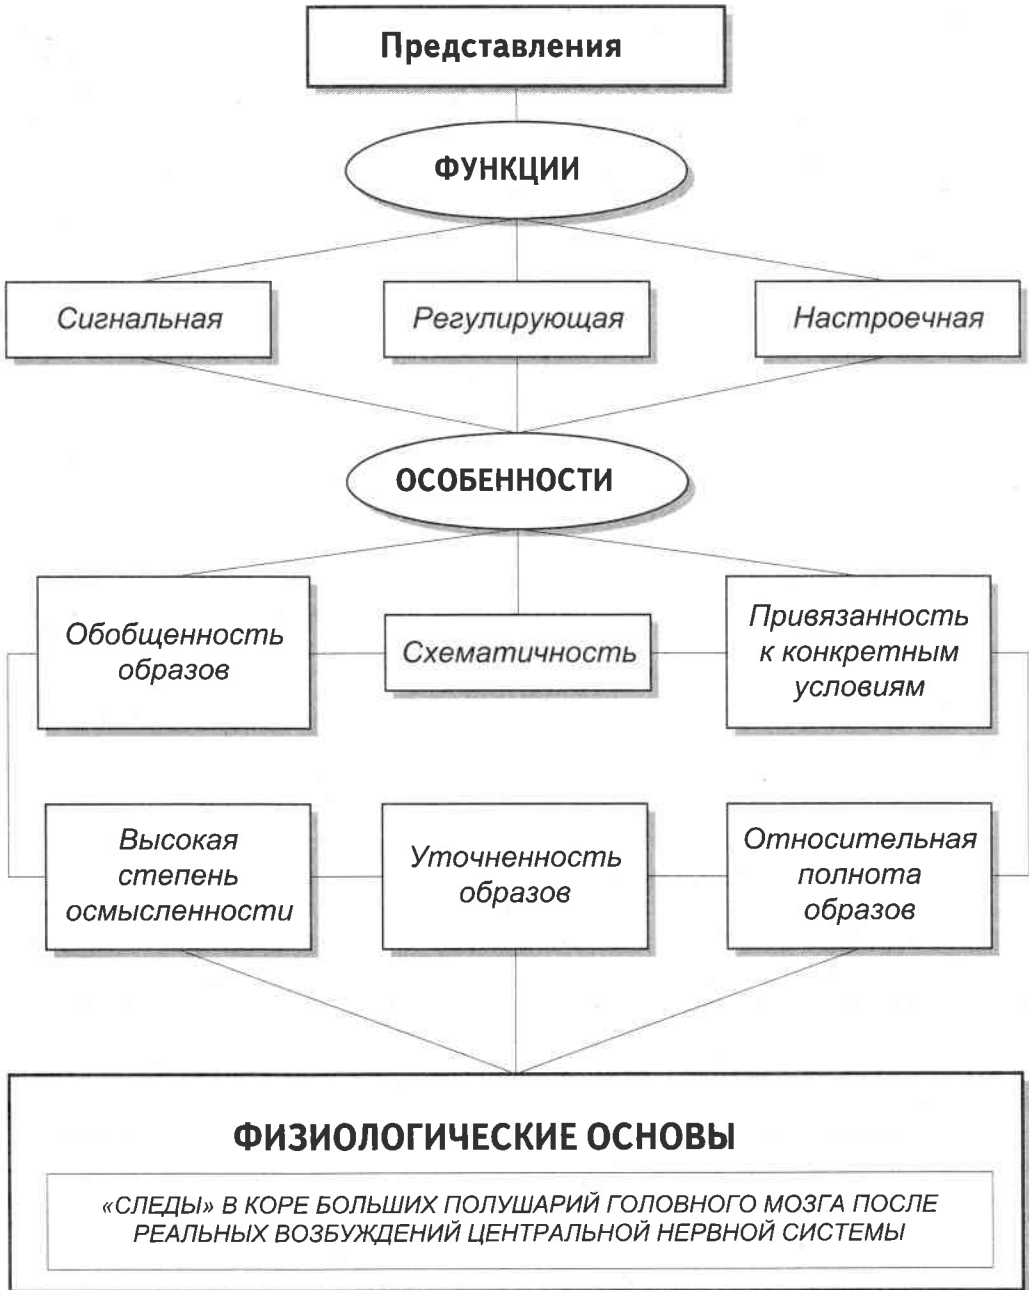 Представления
ФУНКЦИИ
Сигнальная
Регулирующая
Настроечная
ОСОБЕННОСТИ
Обобщенность
образов
Схематичность
Привязанность
к конкретным
условиям
Высокая
степень
осмысленности
Уточненность
образов
Относительная
полнота
образов
ФИЗИОЛОГИЧЕСКИЕ ОСНОВЫ
«СЛЕДЫ» В КОРЕ БОЛЬШИХ ПОЛУШАРИЙ ГОЛОВНОГО МОЗГА ПОСЛЕ
РЕАЛЬНЫХ ВОЗБУЖДЕНИЙ ЦЕНТРАЛЬНОЙ НЕРВНОЙ СИСТЕМЫ